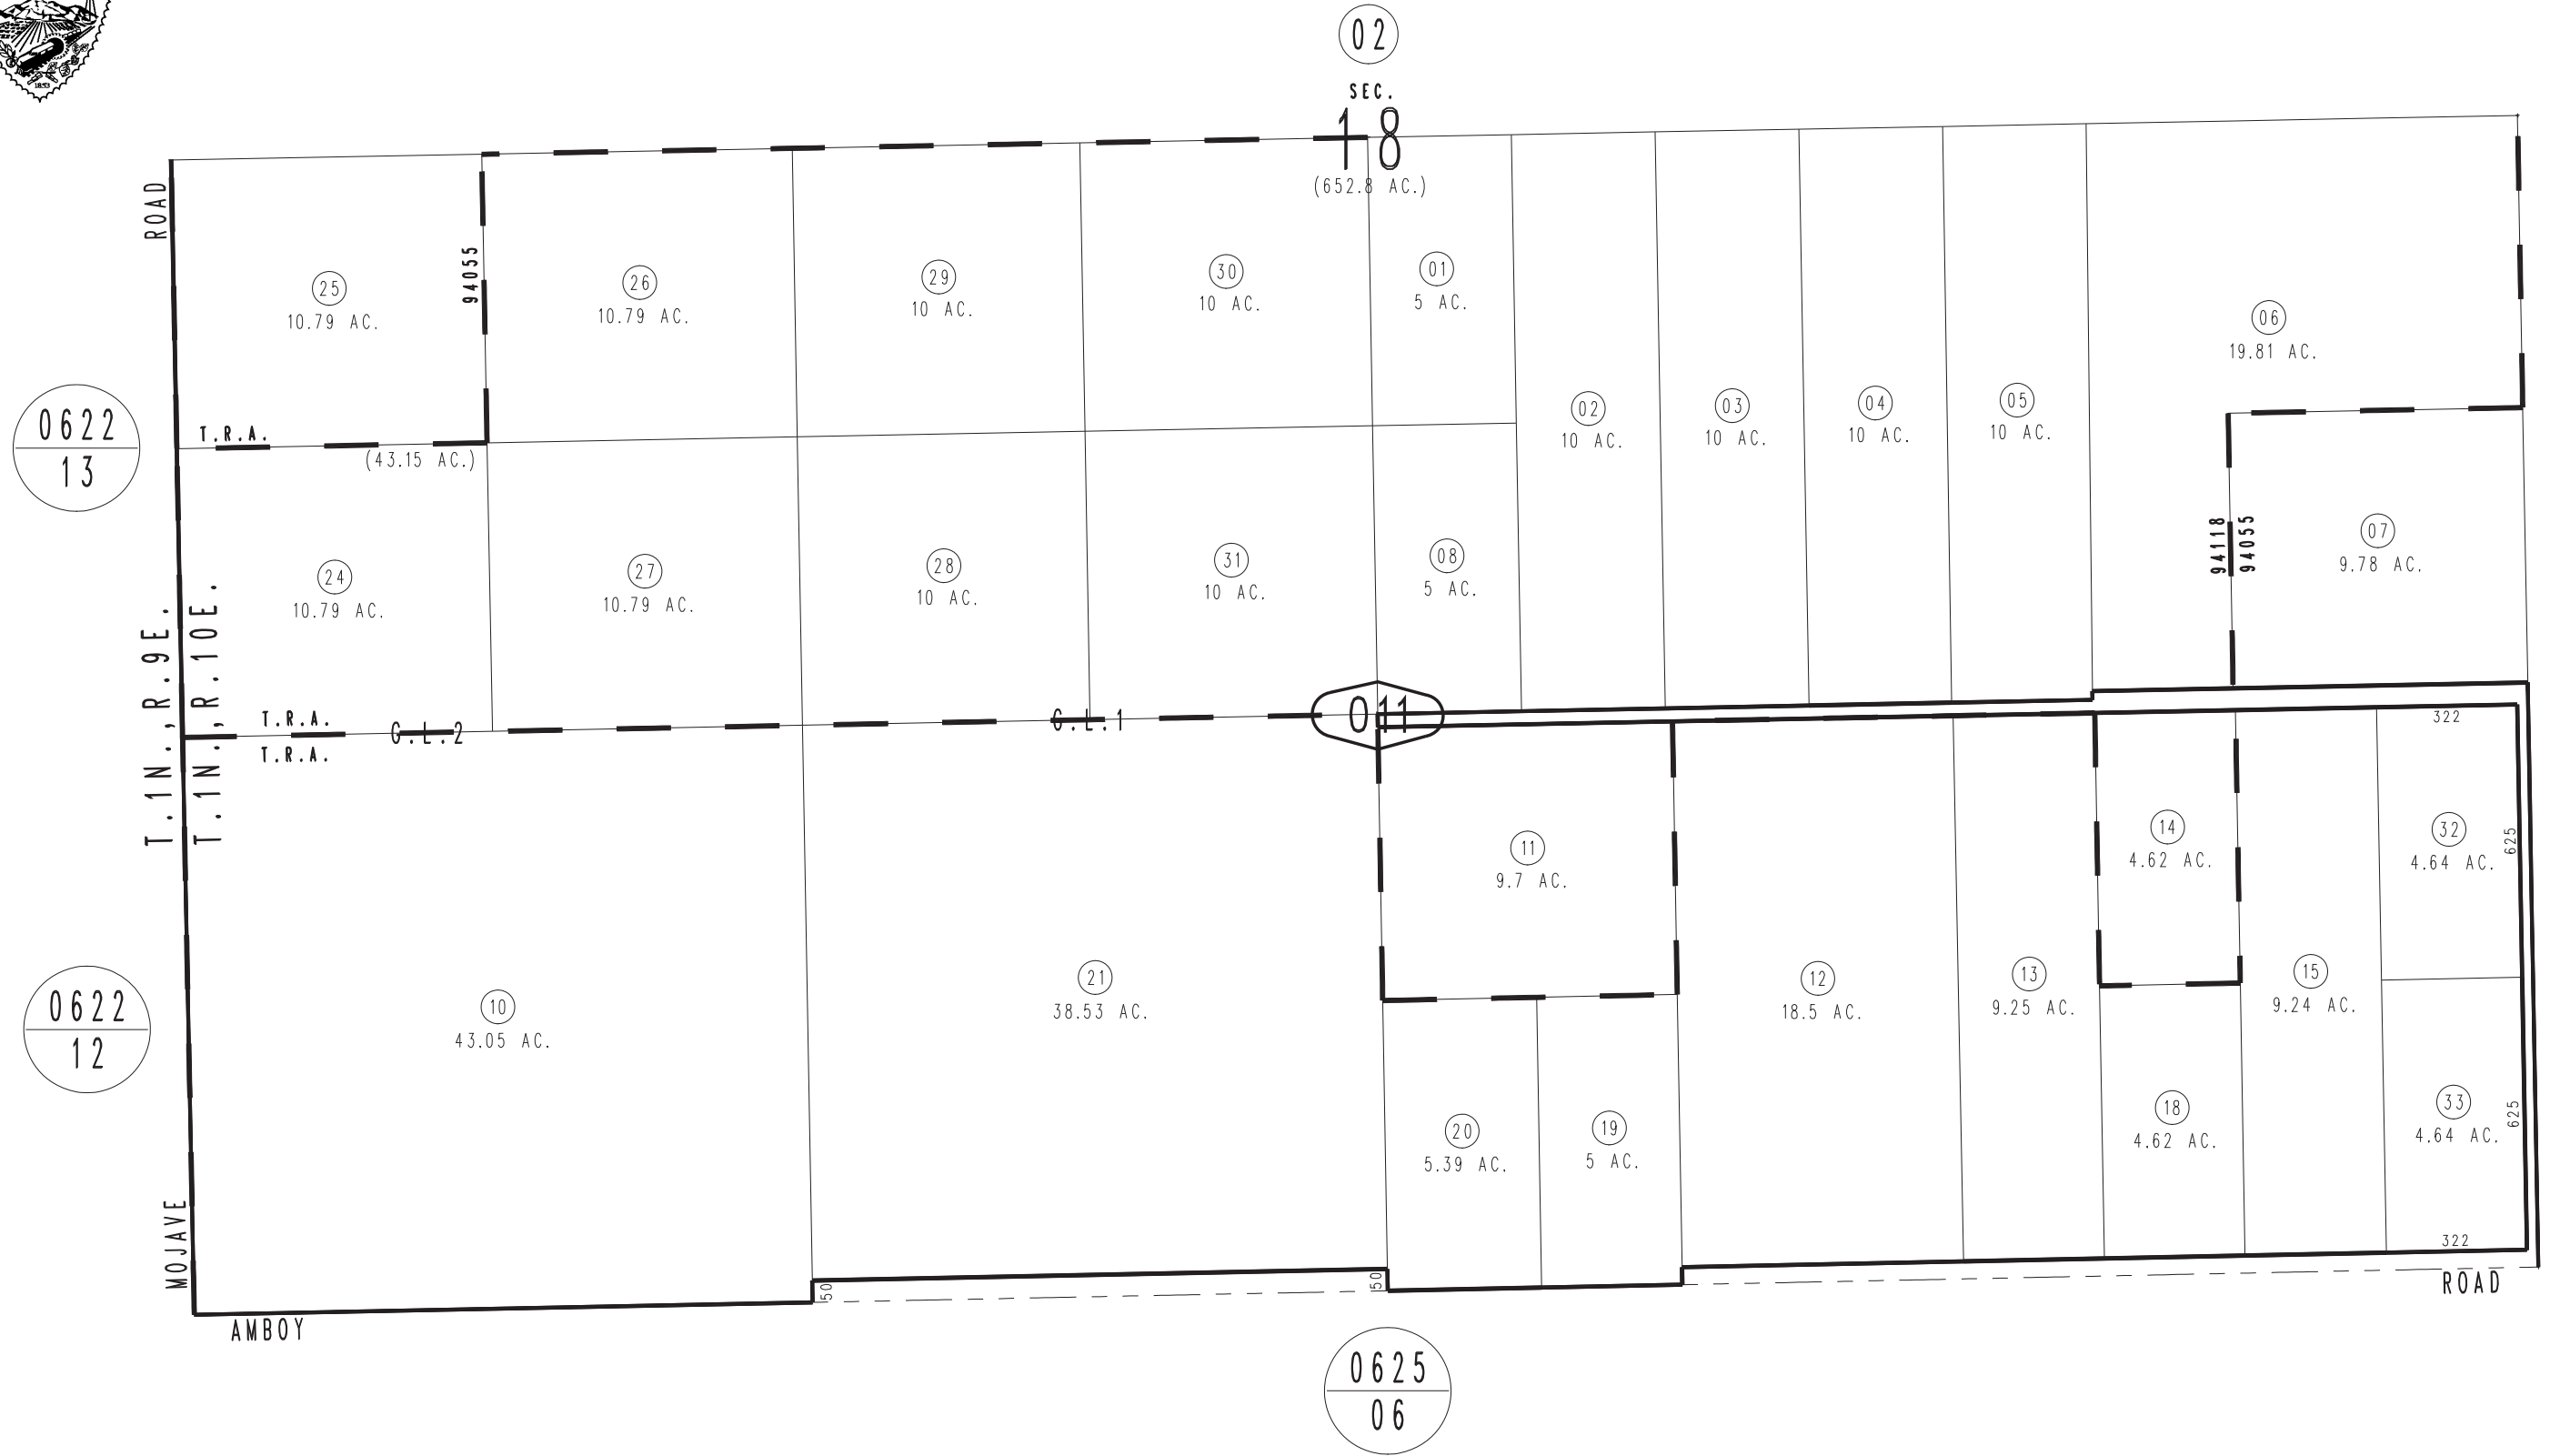 1853
02
SEC.
18
(652.8 AC.)
ROAD
94055
25
10.79 AC.
26
10.79 AC.
29
10 AC.
30
10 AC.
01
5 AC.
02
10 AC.
03
10 AC.
04
10 AC.
05
10 AC.
06
19.81 AC.
0622
13
T.R.A.
(43.15 AC.)
24
10.79 AC.
27
10.79 AC.
28
10 AC.
31
10 AC.
08
5 AC.
94118
94055
07
9.78 AC.
T.1N.,R.9E.
T.1N.,R.10E.
T.R.A.
G.L.2
T.R.A.
G.L.1
011
322
11
9.7 AC.
14
4.62 AC.
32
4.64 AC.
625
0622
12
10
43.05 AC.
21
38.53 AC.
12
18.5 AC.
13
9.25 AC.
15
9.24 AC.
20
5.39 AC.
19
5 AC.
18
4.62 AC.
33
4.64 AC.
625
MOJAVE
322
50
50
ROAD
AMBOY
0625
06